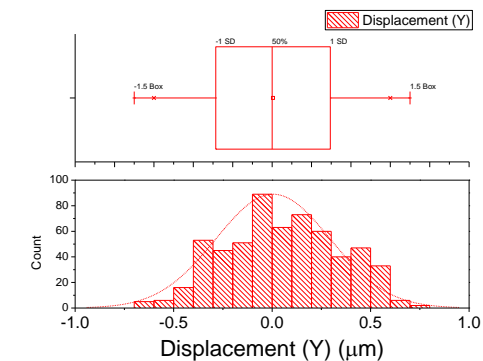 Displacement (Y)
-1 SD 50% 1 SD
-1.5 Box 1.5 Box
100
80
60
40
20
0
Count
-1.0 -0.5 0.0 0.5 1.0
Displacement (Y) (μm)